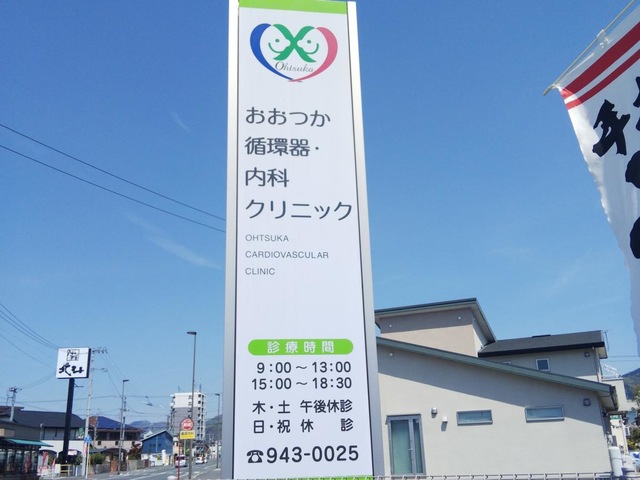 Ohtsuka
おおつか
循環器・
内科
クリニック
OHTSUKA
CARDIOVASCULAR
CLINIC
診療時間
9:00～13:00
15:00～18:30
木・土 午後休診
日・祝 休 診
☎943-0025